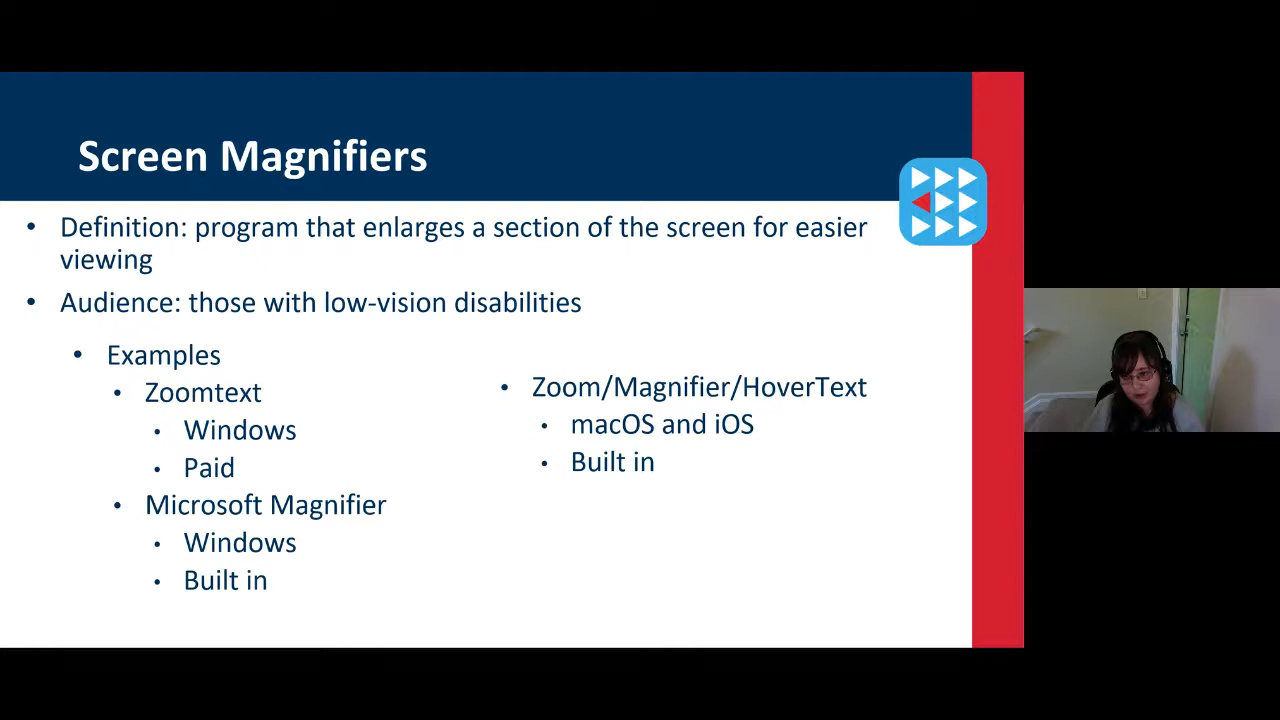 Screen Magnifiers
• Definition: program that enlarges a section of the screen for easier
viewing
• Audience: those with low-vision disabilities
• Examples
• Zoomtext
• Windows
• Paid
• Microsoft Magnifier
• Windows
• Built in
• Zoom/Magnifier/HoverText
• macOS and iOS
• Built in